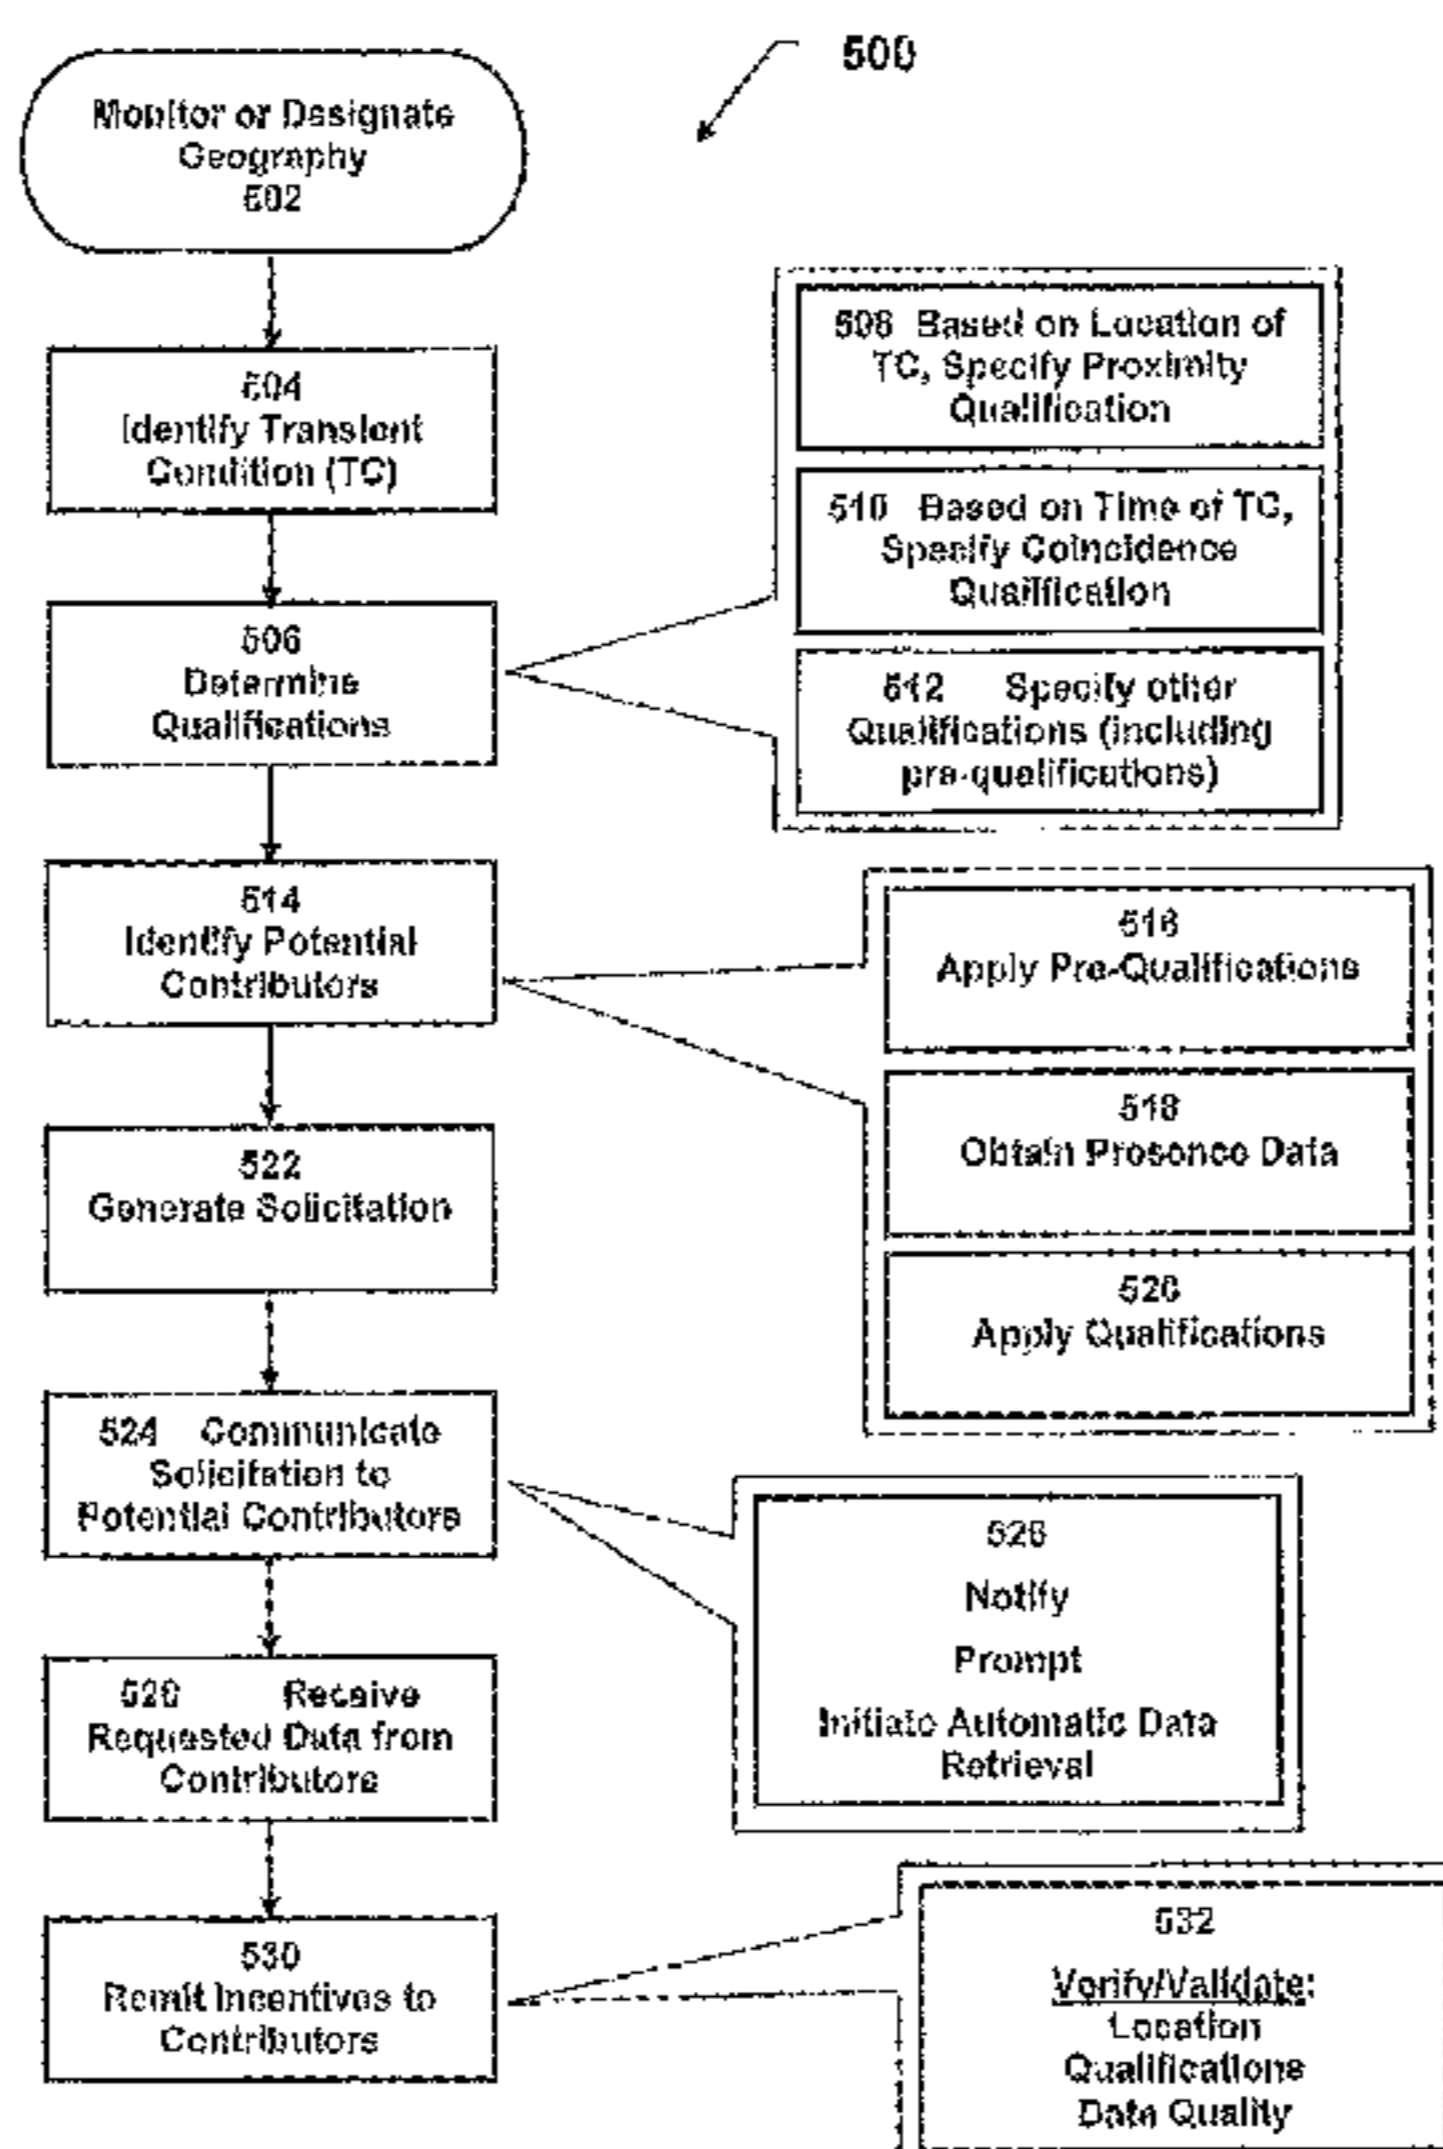 500
Monitor or Designate
Geography
502
504
Identify Transient
Condition (TC)
506
Determine
Qualifications
508 Based on Location of
TC, Specify Proximity
Qualification
510 Based on Time of TC,
Specify Coincidence
Qualification
512 Specify other
Qualifications (including
pre-qualifications)
514
Identify Potential
Contributors
516
Apply Pre-Qualifications
518
Obtain Presence Data
520
Apply Qualifications
522
Generate Solicitation
524 Communicate
Solicitation to
Potential Contributors
526
Notify
Prompt
Initiate Automatic Data
Retrieval
528 Receive
Requested Data from
Contributors
530
Remit Incentives to
Contributors
532
Verify/Validate:
Location
Qualifications
Data Quality